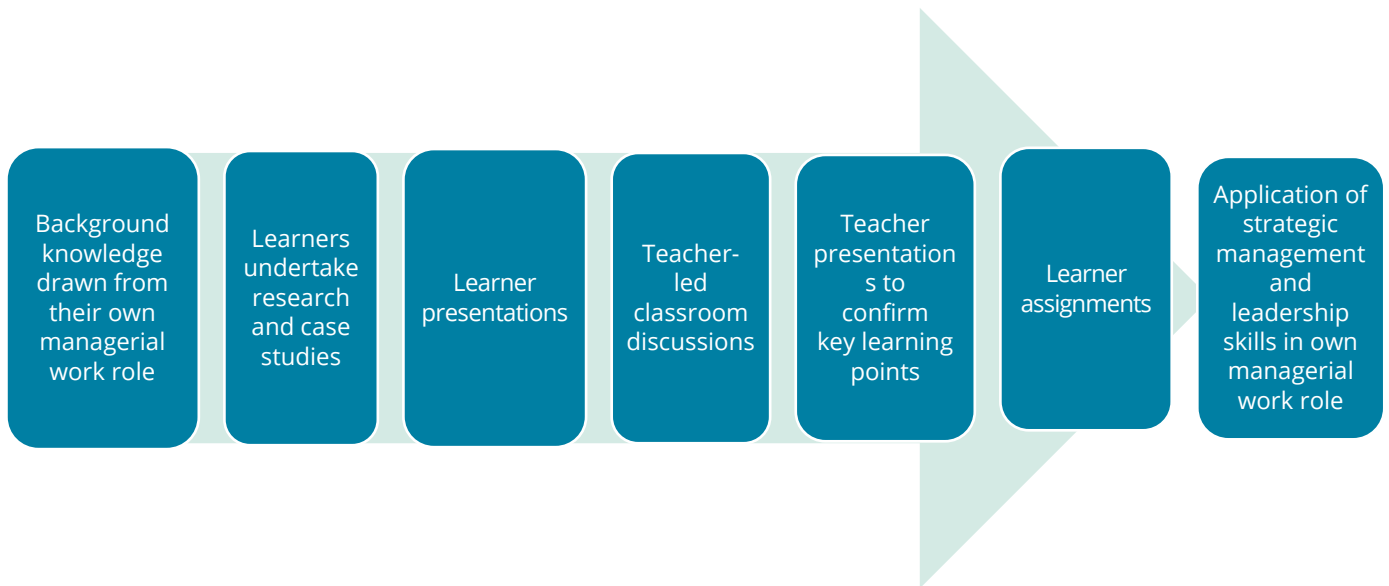 Background
knowledge
drawn from
their own
managerial
work role
Learners
undertake
research
and case
studies
Learner
presentations
Teacher-
led
classroom
discussions
Teacher
presentation
s to
confirm
key learning
points
Learner
assignments
Application of
strategic
management
and
leadership
skills in own
managerial
work role